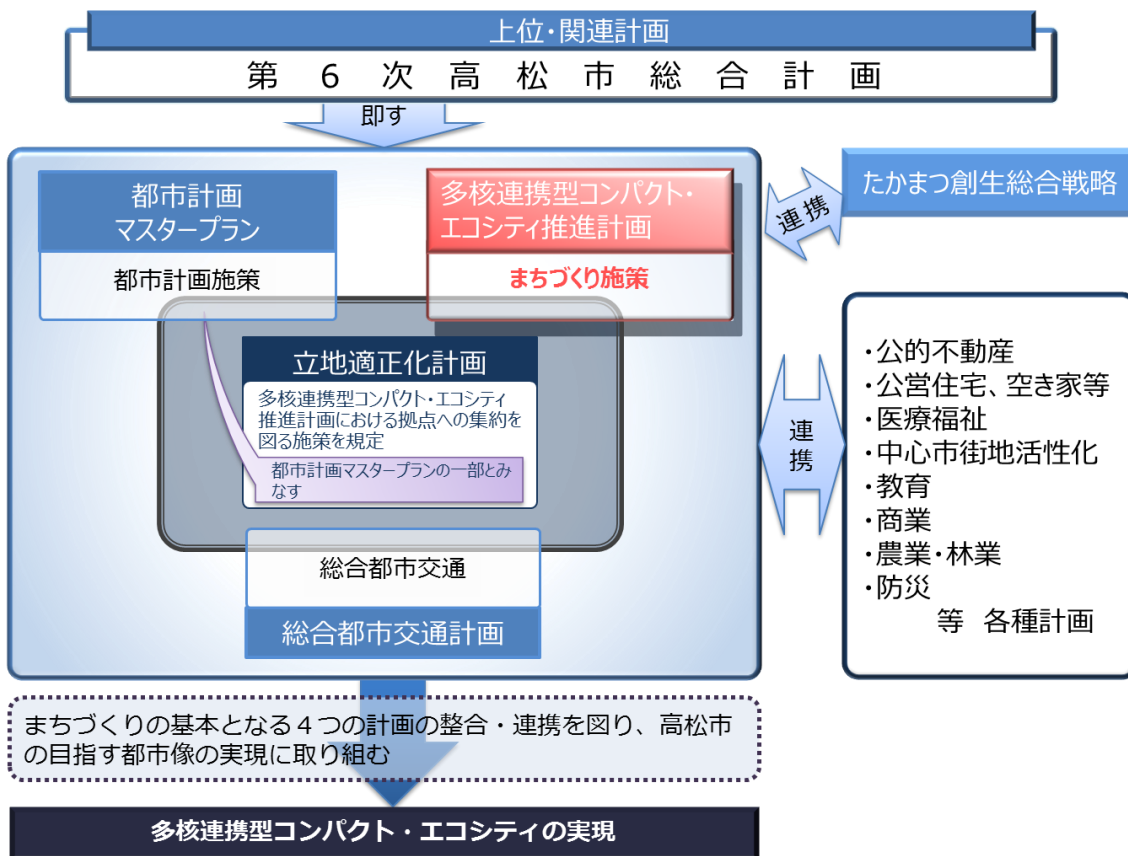 上位・関連計画
第６次高松市総合計画
即す
都市計画
マスタープラン
都市計画施策
多核連携型コンパクト・
エコシティ推進計画
まちづくり施策
連携
たかまつ創生総合戦略
立地適正化計画
多核連携型コンパクト・エコシティ
推進計画における拠点への集約を
図る施策を規定
都市計画マスタープランの一部とみ
なす
総合都市交通
総合都市交通計画
連
携
・公的不動産
・公営住宅、空き家等
・医療福祉
・中心市街地活性化
・教育
・商業
・農業・林業
・防災
等　各種計画
まちづくりの基本となる４つの計画の整合・連携を図り、高松市
の目指す都市像の実現に取り組む
多核連携型コンパクト・エコシティの実現